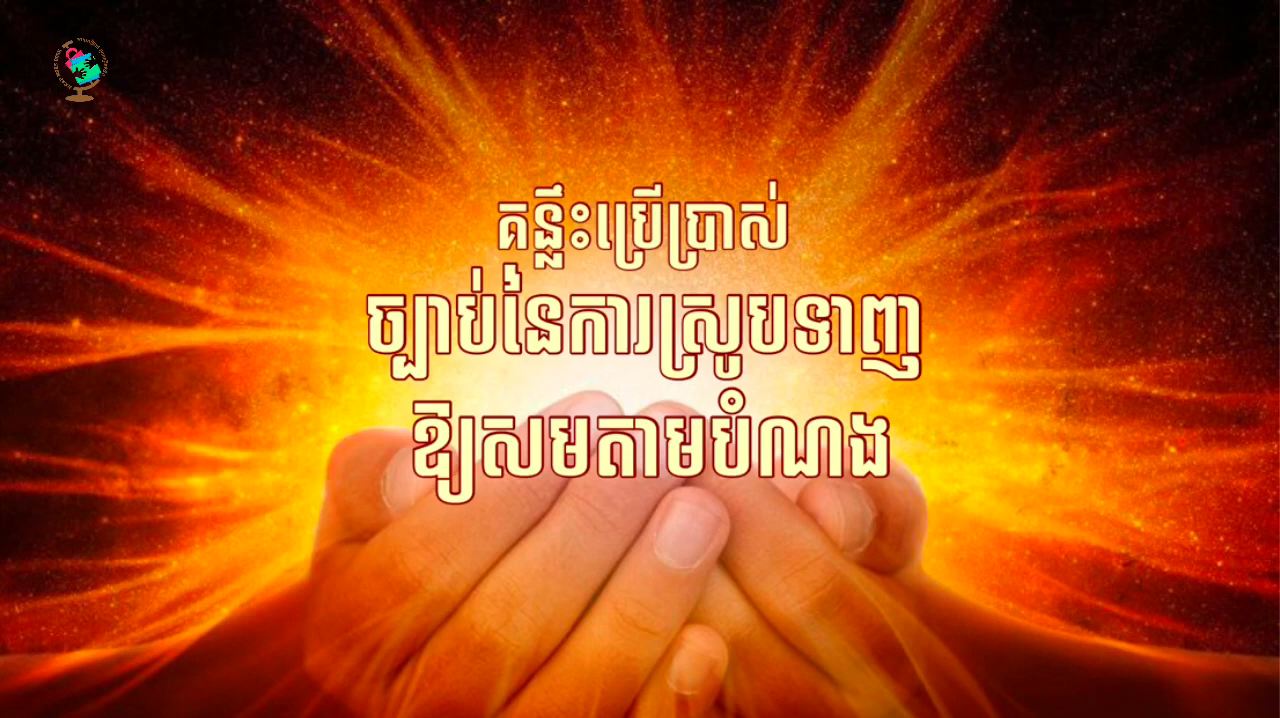 គន្លឹះប្រើប្រាស់
ច្បាប់នៃការស្រូបទាញ
ឱ្យសមតាមបំណង